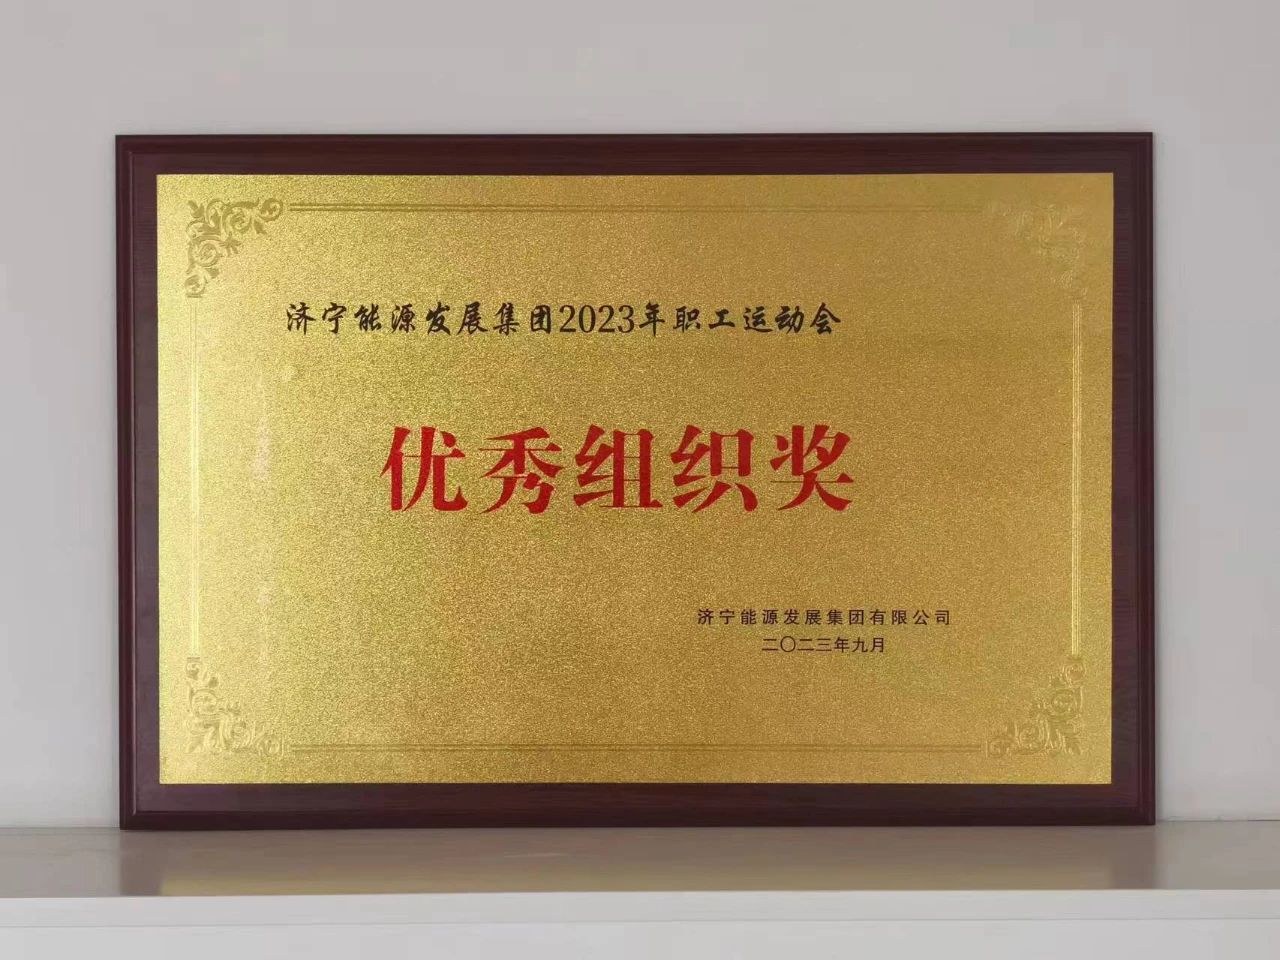 济宁能源发展集团2023年职工运动会
优秀组织奖
济宁能源发展集团有限公司
二〇二三年九月